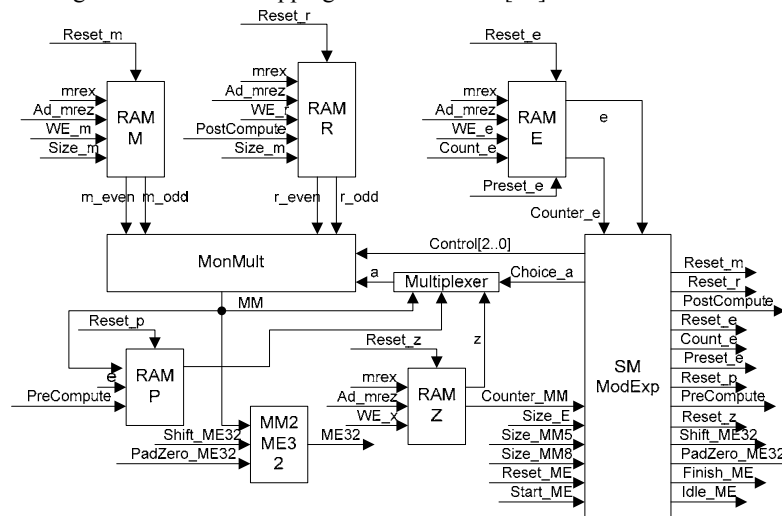 Reset_m
Reset_r
Reset_e
mrex
Ad_mrez
WE_m
Size_m
RAM
M
mrex
Ad_mrez
WE_r
PostCompute
Size_m
RAM
R
mrex
Ad_mrez
WE_e
Count_e
Preset_e
RAM
E
e
Counter_e
m_even
m_odd
r_even
r_odd
MonMult
Control[2..0]
a
Multiplexer
Choice_a
MM
Reset_p
e
PreCompute
RAM
P
Reset_z
z
mrex
Ad_mrez
WE_x
RAM
Z
Shift_ME32
PadZero_ME32
MM2
ME3
2
ME32
Counter_MM
Size_E
Size_MM5
Size_MM8
Reset_ME
Start_ME
SM
ModExp
Reset_m
Reset_r
PostCompute
Reset_e
Count_e
Preset_e
Reset_p
PreCompute
Reset_z
Shift_ME32
PadZero_ME32
Finish_ME
Idle_ME